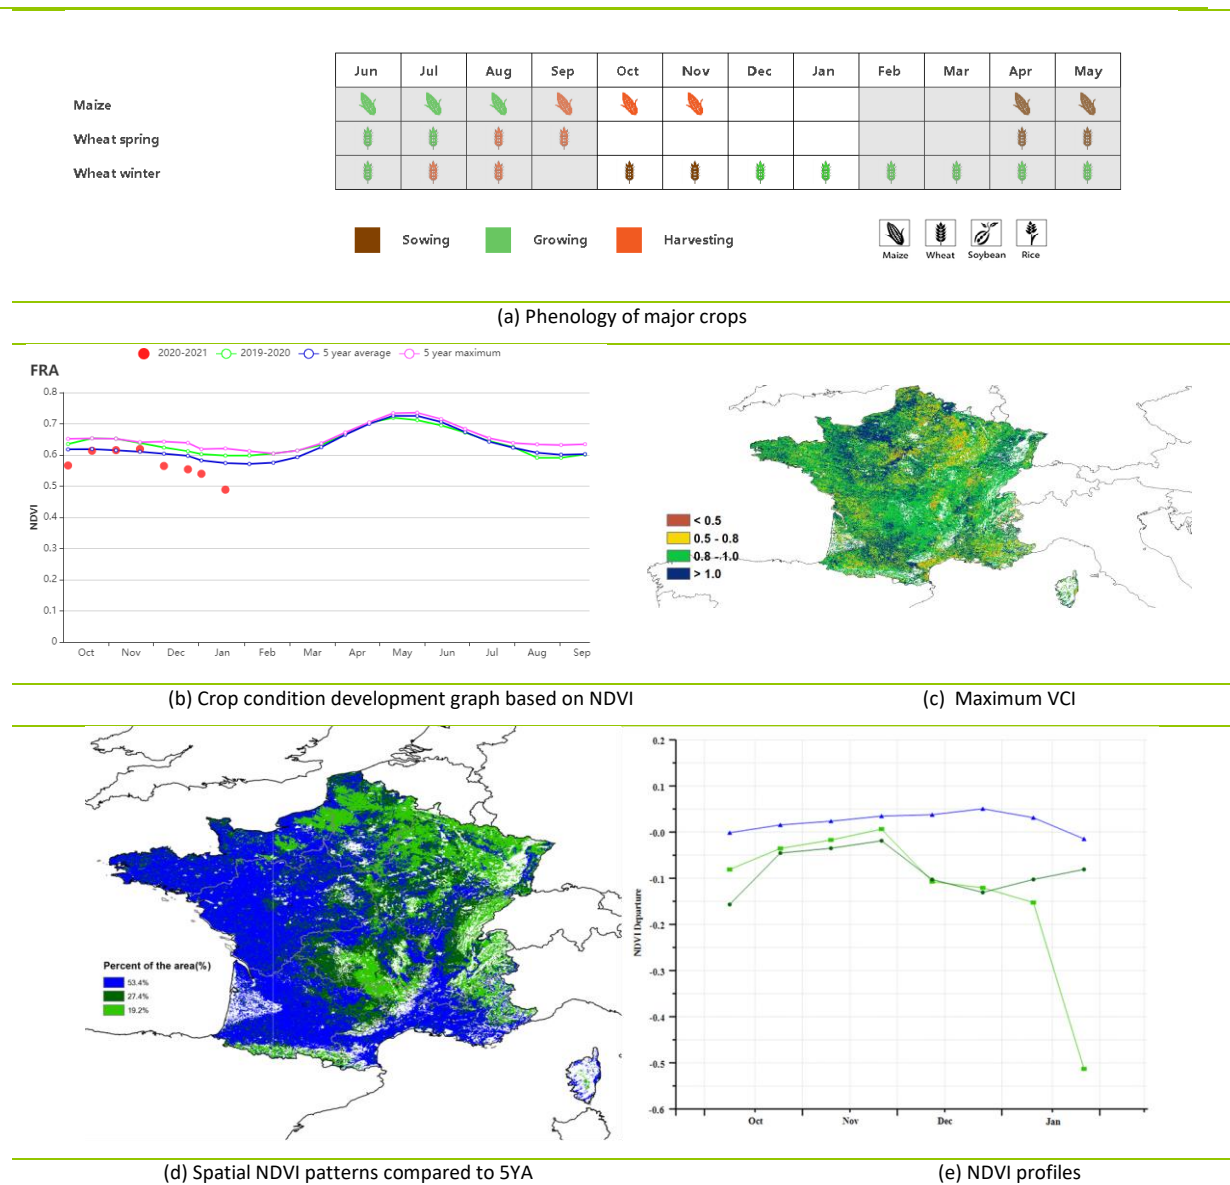 Jun Jul Aug Sep Oct Nov Dec Jan Feb Mar Apr May
Maize
Wheat spring
Wheat winter
Sowing Growing Harvesting
Maize Wheat Soybean Rice
(a) Phenology of major crops
2020-2021 2019-2020 5 year average 5 year maximum
FRA
0.8
0.7
0.6
0.5
0.4
0.3
0.2
0.1
0
NDVI
Oct Nov Dec Jan Feb Mar Apr May Jun Jul Aug Sep
< 0.5
0.5 - 0.8
0.8 - 1.0
> 1.0
(b) Crop condition development graph based on NDVI
(c) Maximum VCI
Percent of the area(%)
53.4%
27.4%
19.2%
0.2
0.1
-0.0
-0.1
-0.2
-0.3
-0.4
-0.5
-0.6
NDVI Departure
Oct Nov Dec Jan
(d) Spatial NDVI patterns compared to 5YA
(e) NDVI profiles